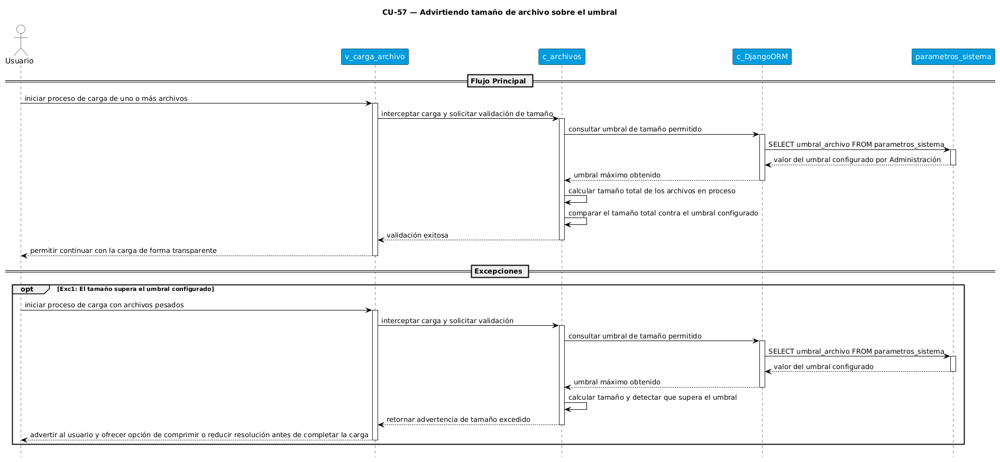 CU-57 — Advirtiendo tamaño de archivo sobre el umbral
Usuario
v_carga_archivo
c_archivos
c_DjangoORM
parametros_sistema
Flujo Principal
iniciar proceso de carga de uno o más archivos
interceptar carga y solicitar validación de tamaño
consultar umbral de tamaño permitido
SELECT umbral_archivo FROM parametros_sistema
valor del umbral configurado por Administración
umbral máximo obtenido
calcular tamaño total de los archivos en proceso
comparar el tamaño total contra el umbral configurado
validación exitosa
permitir continuar con la carga de forma transparente
Excepciones
opt [Exc1: El tamaño supera el umbral configurado]
iniciar proceso de carga con archivos pesados
interceptar carga y solicitar validación
consultar umbral de tamaño permitido
SELECT umbral_archivo FROM parametros_sistema
valor del umbral configurado
umbral máximo obtenido
calcular tamaño y detectar que supera el umbral
retornar advertencia de tamaño excedido
advertir al usuario y ofrecer opción de comprimir o reducir resolución antes de completar la carga